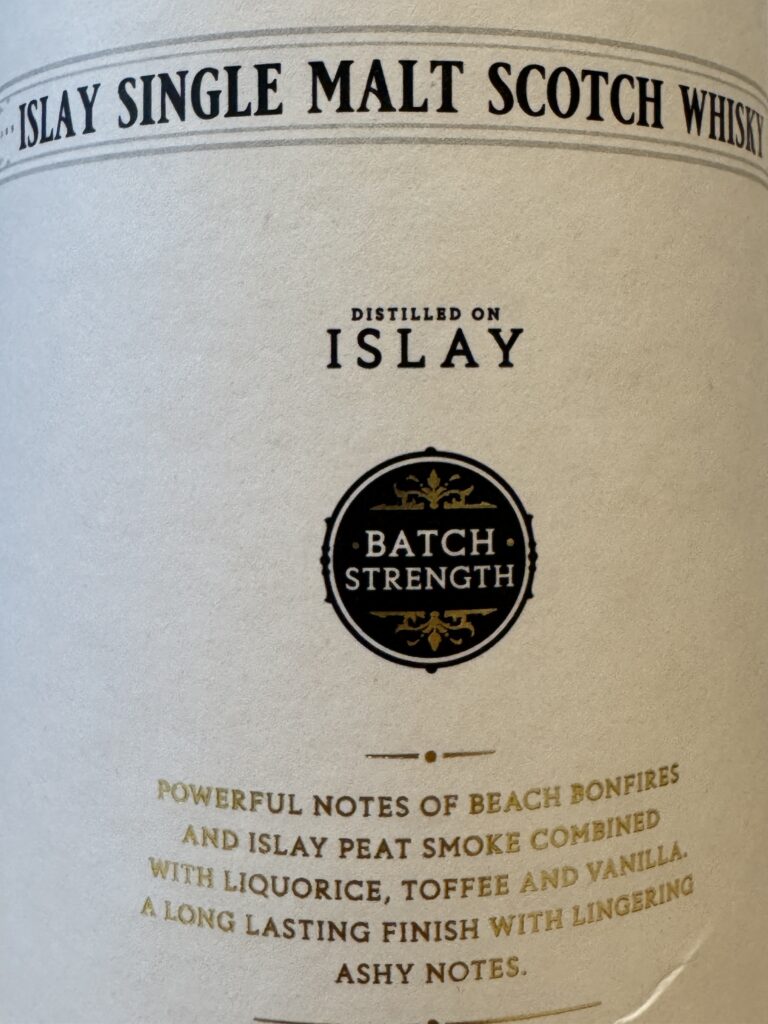 ISLAY SINGLE MALT SCOTCH WHISKY
DISTILLED ON
ISLAY
BATCH
STRENGTH
POWERFUL NOTES OF BEACH BONFIRES
AND ISLAY PEAT SMOKE COMBINED
WITH LIQUORICE, TOFFEE AND VANILLA.
A LONG LASTING FINISH WITH LINGERING
ASHY NOTES.